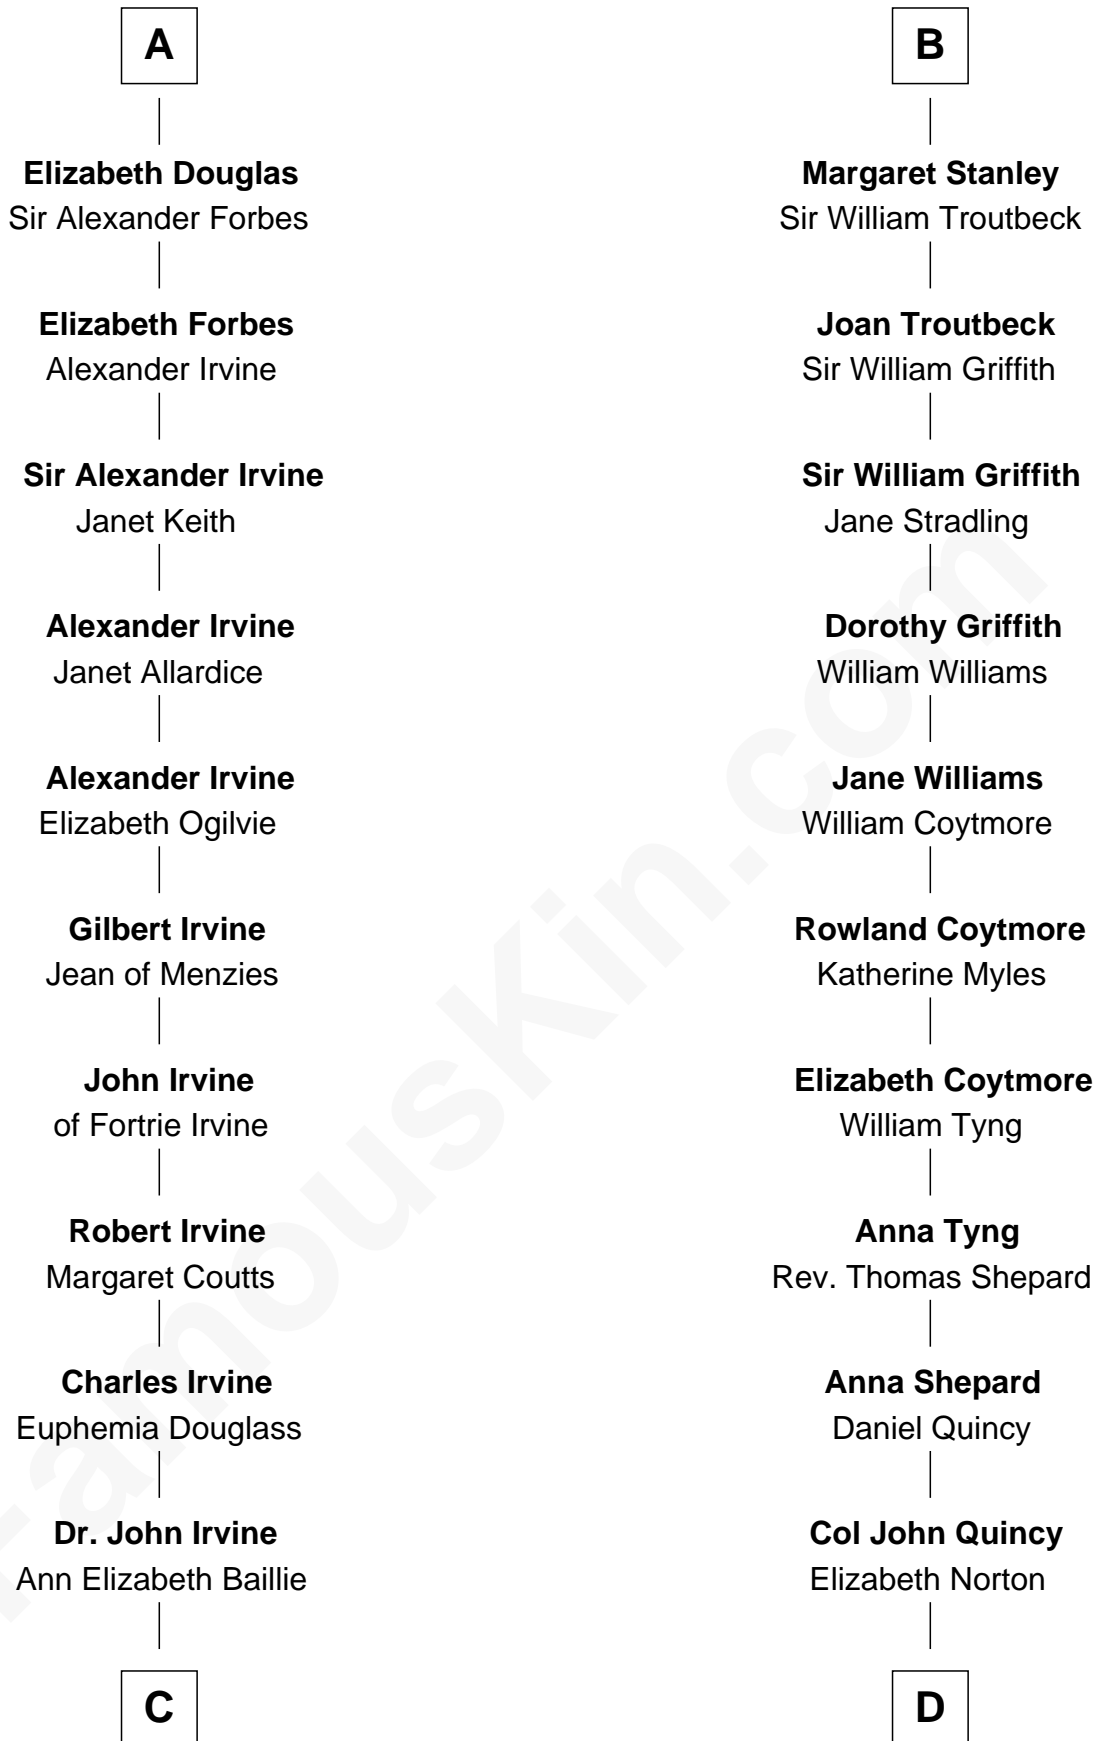 A
Elizabeth Douglas
Sir Alexander Forbes
Elizabeth Forbes
Alexander Irvine
Sir Alexander Irvine
Janet Keith
Alexander Irvine
Janet Allardice
Alexander Irvine
Elizabeth Ogilvie
Gilbert Irvine
Jean of Menzies
John Irvine
of Fortrie Irvine
Robert Irvine
Margaret Coutts
Charles Irvine
Euphemia Douglass
Dr. John Irvine
Ann Elizabeth Baillie
C
B
Margaret Stanley
Sir William Troutbeck
Joan Troutbeck
Sir William Griffith
Sir William Griffith
Jane Stradling
Dorothy Griffith
William Williams
Jane Williams
William Coytmore
Rowland Coytmore
Katherine Myles
Elizabeth Coytmore
William Tyng
Anna Tyng
Rev. Thomas Shepard
Anna Shepard
Daniel Quincy
Col John Quincy
Elizabeth Norton
D
FamousKin.com